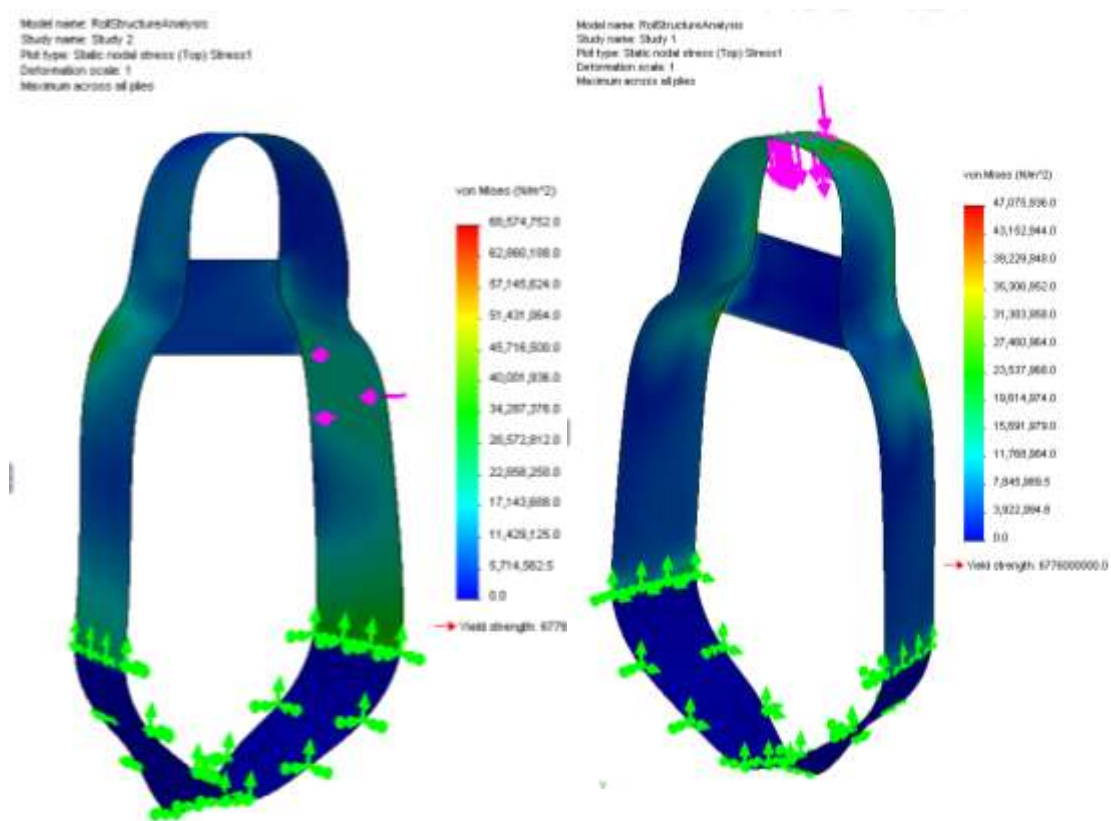 Model name: RollStructureAnalysis
Study name: Study 2
Plot type: Static nodal stress (Top) Stress1
Deformation scale: 1
Maximum across all plies
von Mises (N/m^2)
68,574,752.0
62,860,188.0
57,145,624.0
51,431,064.0
45,716,500.0
40,001,936.0
34,287,376.0
28,572,812.0
22,858,250.0
17,143,688.0
11,429,125.0
5,714,562.5
0.0
Yield strength: 6776
Model name: RollStructureAnalysis
Study name: Study 1
Plot type: Static nodal stress (Top) Stress1
Deformation scale: 1
Maximum across all plies
von Mises (N/m^2)
47,075,936.0
43,152,944.0
39,229,948.0
35,306,952.0
31,383,958.0
27,460,964.0
23,537,968.0
19,614,974.0
15,691,979.0
11,768,984.0
7,845,989.5
3,922,994.8
0.0
Yield strength: 6776000000.0
Y